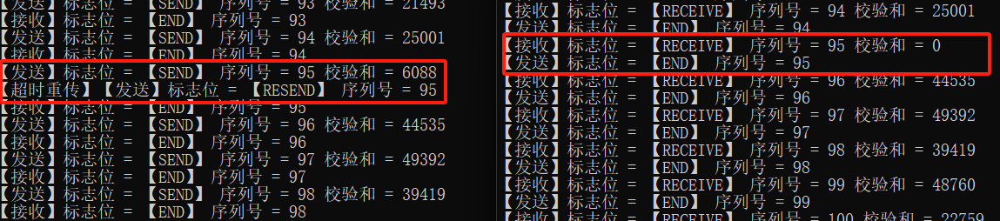 【发送】标志位 = 【SEND】 序列号 = 93 校验和 = 21493
【接收】标志位 = 【END】 序列号 = 93
【发送】标志位 = 【SEND】 序列号 = 94 校验和 = 25001
【接收】标志位 = 【END】 序列号 = 94
【发送】标志位 = 【SEND】 序列号 = 95 校验和 = 6088
【超时重传】【发送】标志位 = 【RESEND】 序列号 = 95
【接收】标志位 = 【END】 序列号 = 95
【发送】标志位 = 【SEND】 序列号 = 96 校验和 = 44535
【接收】标志位 = 【END】 序列号 = 96
【发送】标志位 = 【SEND】 序列号 = 97 校验和 = 49392
【接收】标志位 = 【END】 序列号 = 97
【发送】标志位 = 【SEND】 序列号 = 98 校验和 = 39419
【接收】标志位 = 【END】 序列号 = 98
【接收】标志位 = 【RECEIVE】 序列号 = 94 校验和 = 25001
【发送】标志位 = 【END】 序列号 = 94
【接收】标志位 = 【RECEIVE】 序列号 = 95 校验和 = 0
【发送】标志位 = 【END】 序列号 = 95
【接收】标志位 = 【RECEIVE】 序列号 = 96 校验和 = 44535
【发送】标志位 = 【END】 序列号 = 96
【接收】标志位 = 【RECEIVE】 序列号 = 97 校验和 = 49392
【发送】标志位 = 【END】 序列号 = 97
【接收】标志位 = 【RECEIVE】 序列号 = 98 校验和 = 39419
【发送】标志位 = 【END】 序列号 = 98
【接收】标志位 = 【RECEIVE】 序列号 = 99 校验和 = 48760
【发送】标志位 = 【END】 序列号 = 99
【接收】标志位 = 【RECEIVE】 序列号 = 100 校验和 = 22759